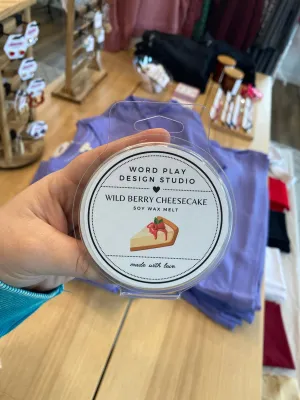 WORD PLAY
DESIGN STUDIO
WILD BERRY CHEESECAKE
SOY WAX MELT
made with love